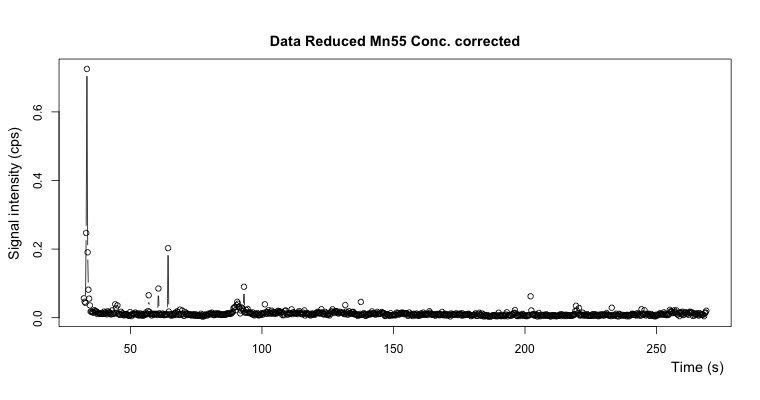 Data Reduced Mn55 Conc. corrected
Signal intensity (cps)
0.6
0.4
0.2
0.0
50 100 150 200 250
Time (s)